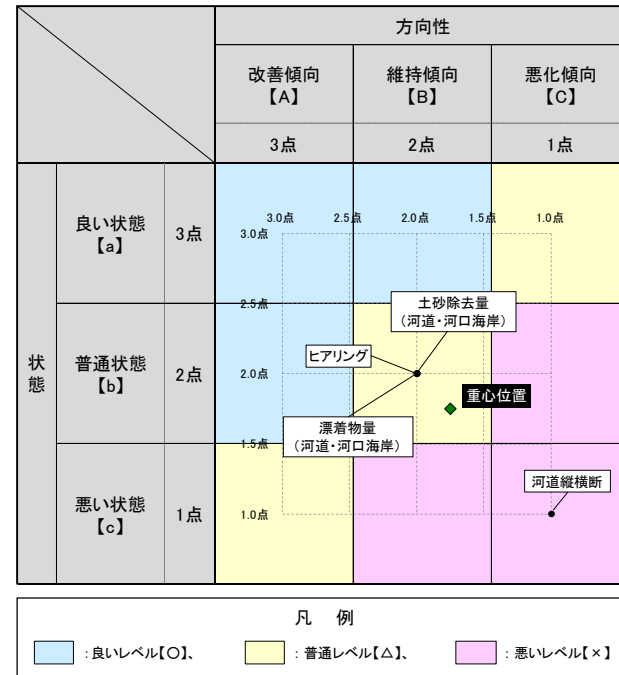 方向性
改善傾向
【A】
維持傾向
【B】
悪化傾向
【C】
3点
2点
1点
状
態
良い状態
【a】
3点
普通状態
【b】
2点
悪い状態
【c】
1点
3.0点
2.5点
2.0点
1.5点
1.0点
3.0点
2.5点
2.0点
1.5点
1.0点
土砂除去量
(河道・河口海岸)
ヒアリング
重心位置
漂着物量
(河道・河口海岸)
河道縦横断
凡 例
:良いレベル【○】、
:普通レベル【△】、
:悪いレベル【×】